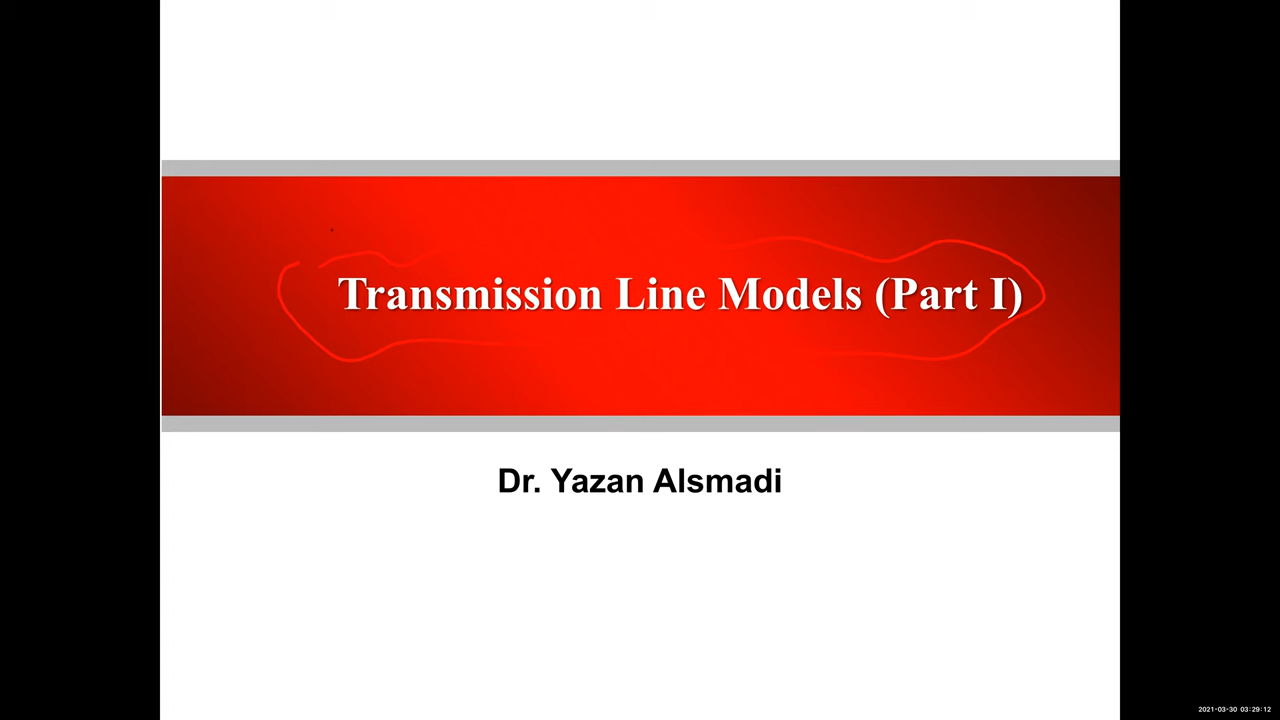 Transmission Line Models (Part I)
Dr. Yazan Alsmadi
2021-03-30 03:29:12